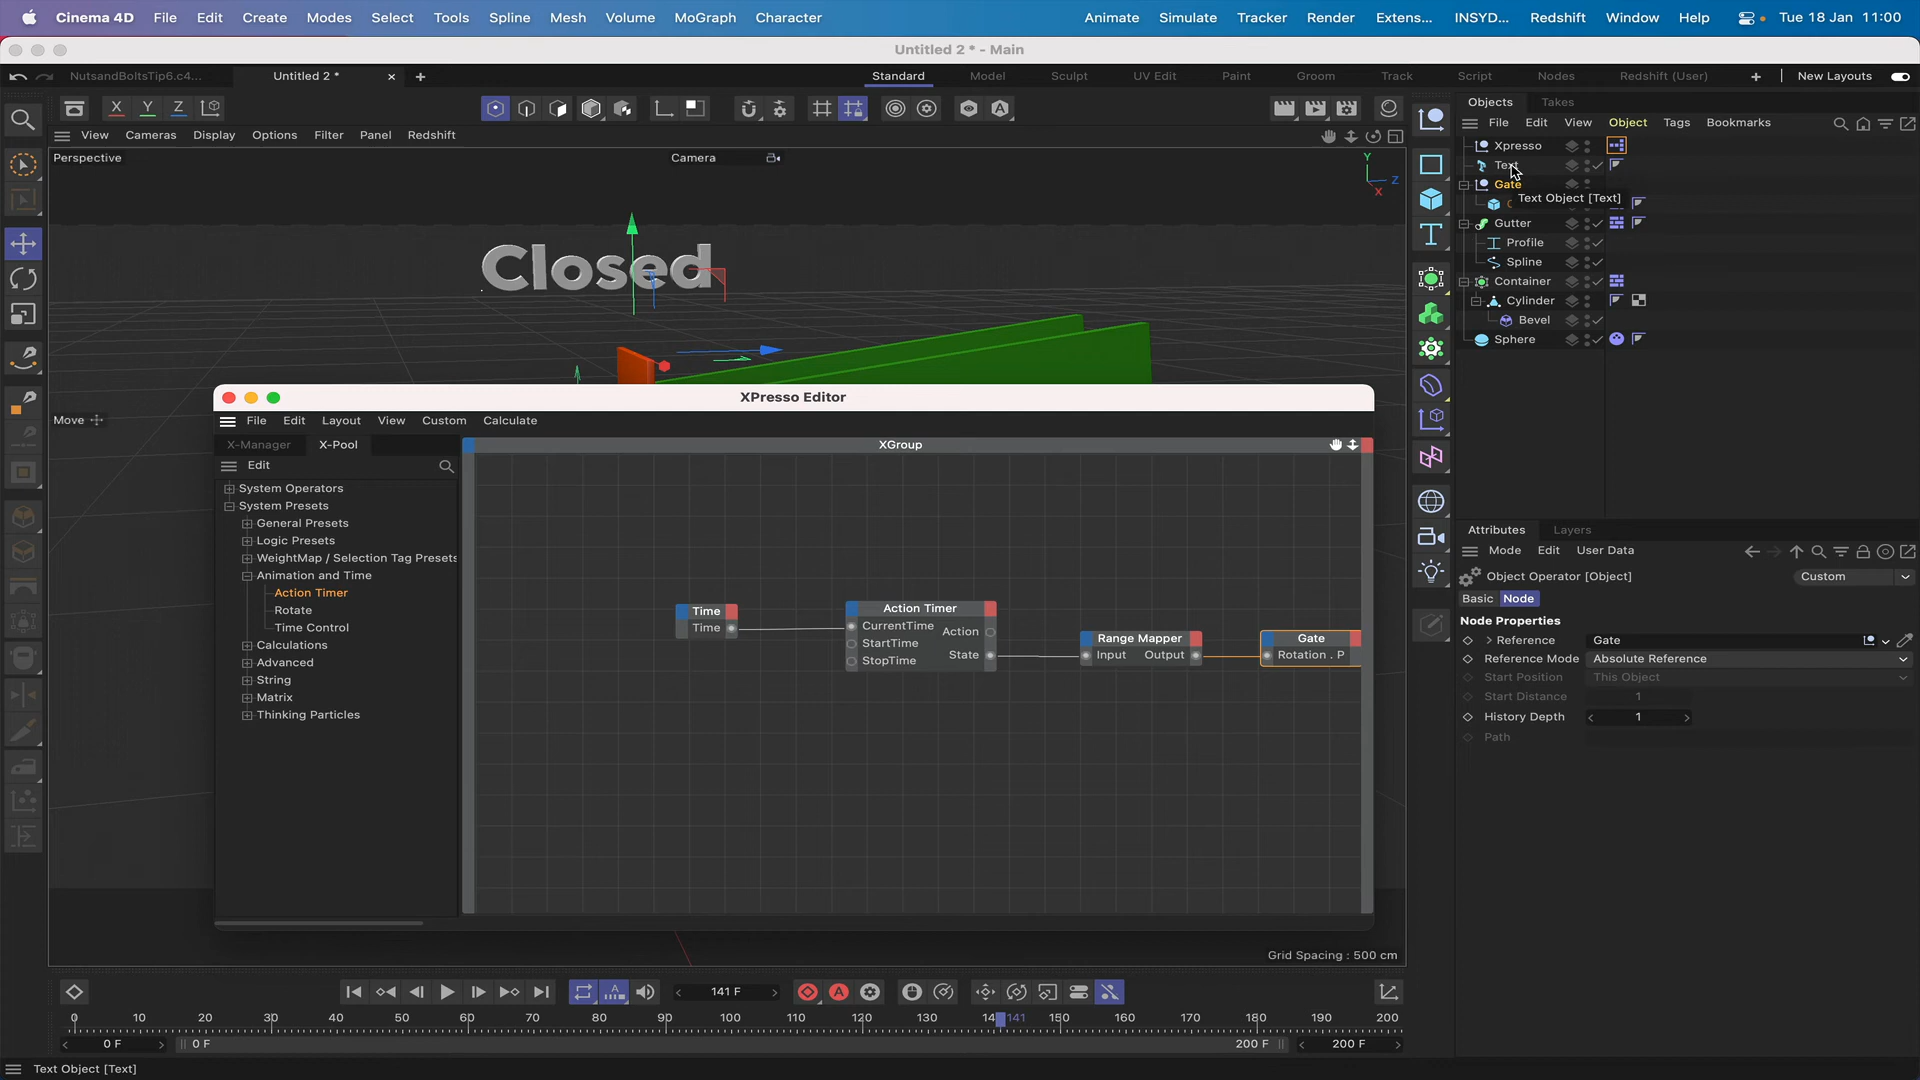 Cinema 4D File Edit Create Modes Select Tools Spline Mesh Volume MoGraph Character Animate Simulate Tracker Render Extens... INSYD... Redshift Window Help Tue 18 Jan 11:00
Untitled 2 * - Main
NutsandBoltsTip6.c4... Untitled 2 * × + Standard Model Sculpt UV Edit Paint Groom Track Script Nodes Redshift (User) + New Layouts
X Y Z
Objects Takes
File Edit View Object Tags Bookmarks
View Cameras Display Options Filter Panel Redshift
Perspective Camera
Y Z X
Xpresso
Text
Gate
Text Object [Text]
Gutter
Profile
Spline
Container
Cylinder
Bevel
Sphere
Closed
Move
XPresso Editor
File Edit Layout View Custom Calculate
X-Manager X-Pool
Edit
System Operators
System Presets
General Presets
Logic Presets
WeightMap / Selection Tag Presets
Animation and Time
Action Timer
Rotate
Time Control
Calculations
Advanced
String
Matrix
Thinking Particles
XGroup
Time
Time
Action Timer
CurrentTime
StartTime
StopTime
Action
State
Range Mapper
Input Output
Gate
Rotation . P
Attributes Layers
Mode Edit User Data
Object Operator [Object] Custom
Basic Node
Node Properties
Reference Gate
Reference Mode Absolute Reference
Start Position This Object
Start Distance 1
History Depth 1
Path
Grid Spacing : 500 cm
141 F
0 10 20 30 40 50 60 70 80 90 100 110 120 130 14 141 150 160 170 180 190 200
0 F 0 F 200 F 200 F
Text Object [Text]